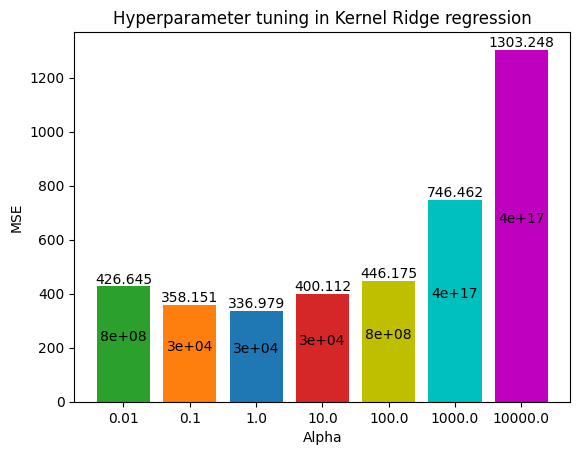 Hyperparameter tuning in Kernel Ridge regression
MSE
1400
1200
1000
800
600
400
200
0
426.645
358.151
336.979
400.112
446.175
746.462
1303.248
8e+08
3e+04
3e+04
3e+04
8e+08
4e+17
4e+17
0.01
0.1
1.0
10.0
100.0
1000.0
10000.0
Alpha